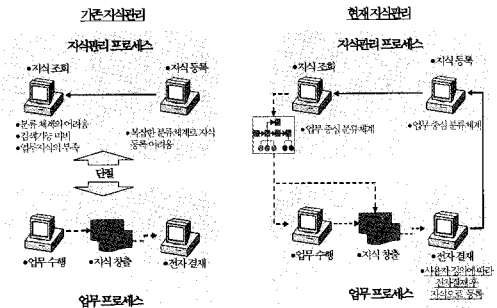 기존 지식관리
지식관리 프로세스
•지식 조회
•지식 등록
•분류 체계의 어려움
•검색기능 미비
•업무지식의 부족
•복잡한 분류체계로 지식
등록 어려움
단절
•업무 수행
•지식 창출
•전자 결재
업무 프로세스
현재 지식관리
지식관리 프로세스
•지식 조회
•지식 등록
•업무 중심 분류체계
•업무 중심 분류체계
•업무 수행
•지식 창출
•전자 결재
•사용자 값에 따라
전자결재 후
지식으로 등록
업무 프로세스